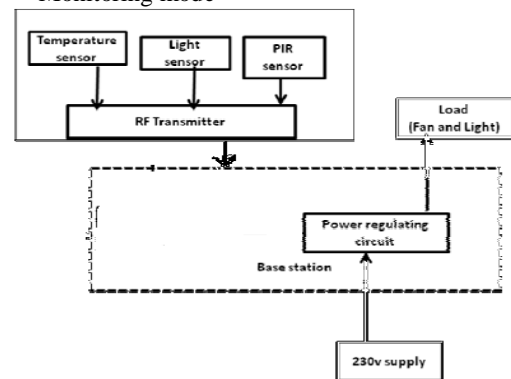 Monitoring mode
Temperature
sensor
Light
sensor
PIR
sensor
RF Transmitter
Load
(Fan and Light)
Power regulating
circuit
Base station
230v supply